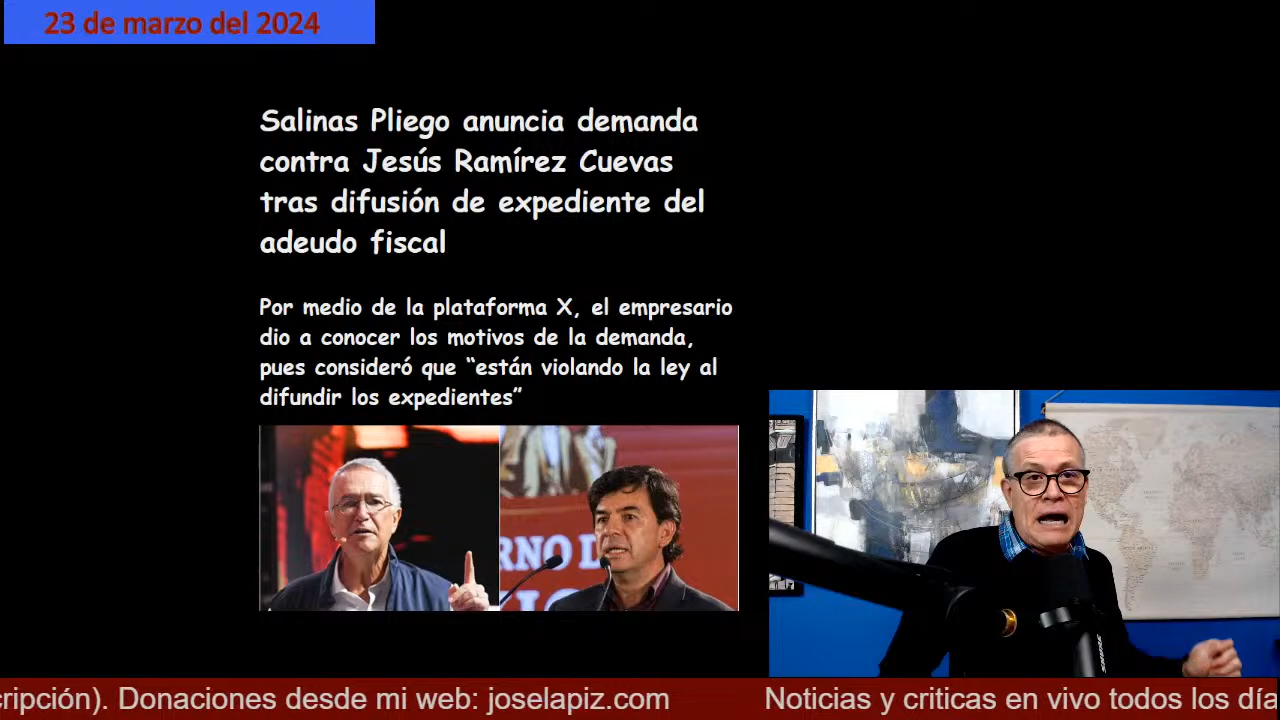 23 de marzo del 2024
Salinas Pliego anuncia demanda
contra Jesús Ramírez Cuevas
tras difusión de expediente del
adeudo fiscal
Por medio de la plataforma X, el empresario
dio a conocer los motivos de la demanda,
pues consideró que “están violando la ley al
difundir los expedientes”
RNO D
SHURE
cripción). Donaciones desde mi web: joselapiz.com
Noticias y criticas en vivo todos los día